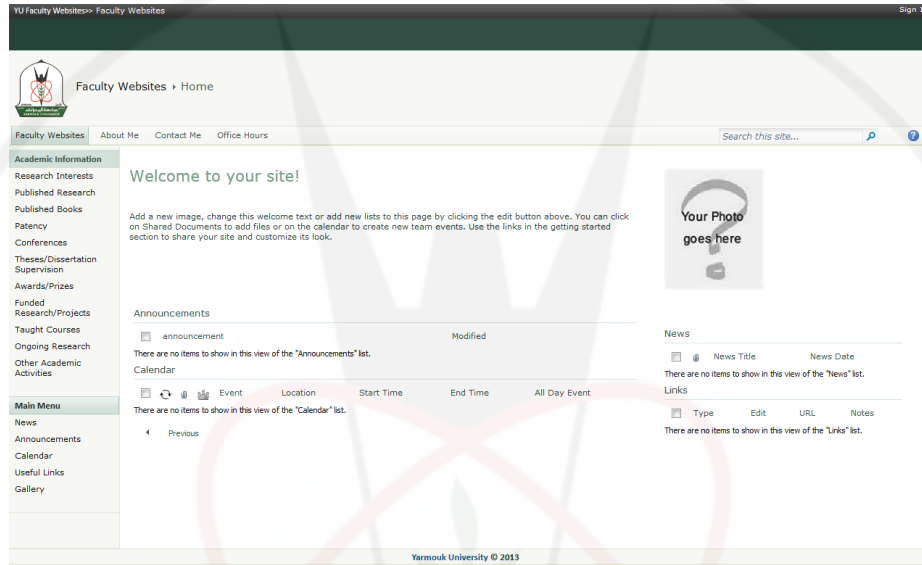 YU Faculty Websites>> Faculty Websites
Sign I
Faculty Websites Home
YARMOUK UNIVERSITY
Faculty Websites About Me Contact Me Office Hours
Search this site...
Academic Information
Research Interests
Published Research
Published Books
Patency
Conferences
Theses/Dissertation
Supervision
Awards/Prizes
Funded
Research/Projects
Taught Courses
Ongoing Research
Other Academic
Activities
Main Menu
News
Announcements
Calendar
Useful Links
Gallery
Welcome to your site!
Add a new image, change this welcome text or add new lists to this page by clicking the edit button above. You can click
on Shared Documents to add files or on the calendar to create new team events. Use the links in the getting started
section to share your site and customize its look.
Announcements
announcement Modified
There are no items to show in this view of the "Announcements" list.
Calendar
Event Location Start Time End Time All Day Event
There are no items to show in this view of the "Calendar" list.
Previous
Your Photo
goes here
News
News Title News Date
There are no items to show in this view of the "News" list.
Links
Type Edit URL Notes
There are no items to show in this view of the "Links" list.
Yarmouk University © 2013